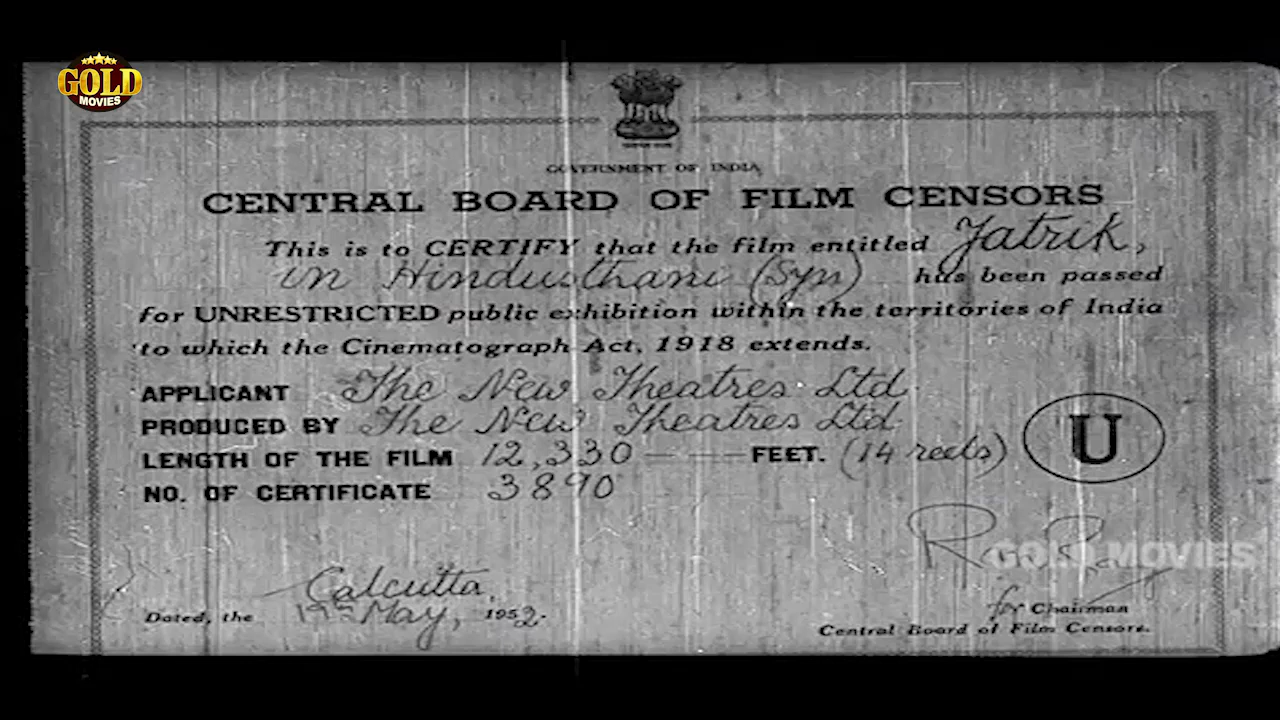 GOLD
MOVIES
GOVERNMENT OF INDIA
CENTRAL BOARD OF FILM CENSORS
This is to CERTIFY that the film entitled Jatrik,
in Hindusthani (Syn) has been passed
for UNRESTRICTED public exhibition within the territories of India
to which the Cinematograph Act, 1918 extends.
APPLICANT The New Theatres Ltd
PRODUCED BY The New Theatres Ltd
LENGTH OF THE FILM 12,330 — — FEET. (14 reels)
U
NO. OF CERTIFICATE 3890
GOLD MOVIES
Calcutta,
Dated, the May, 1952.
for Chairman
Central Board of Film Censors.